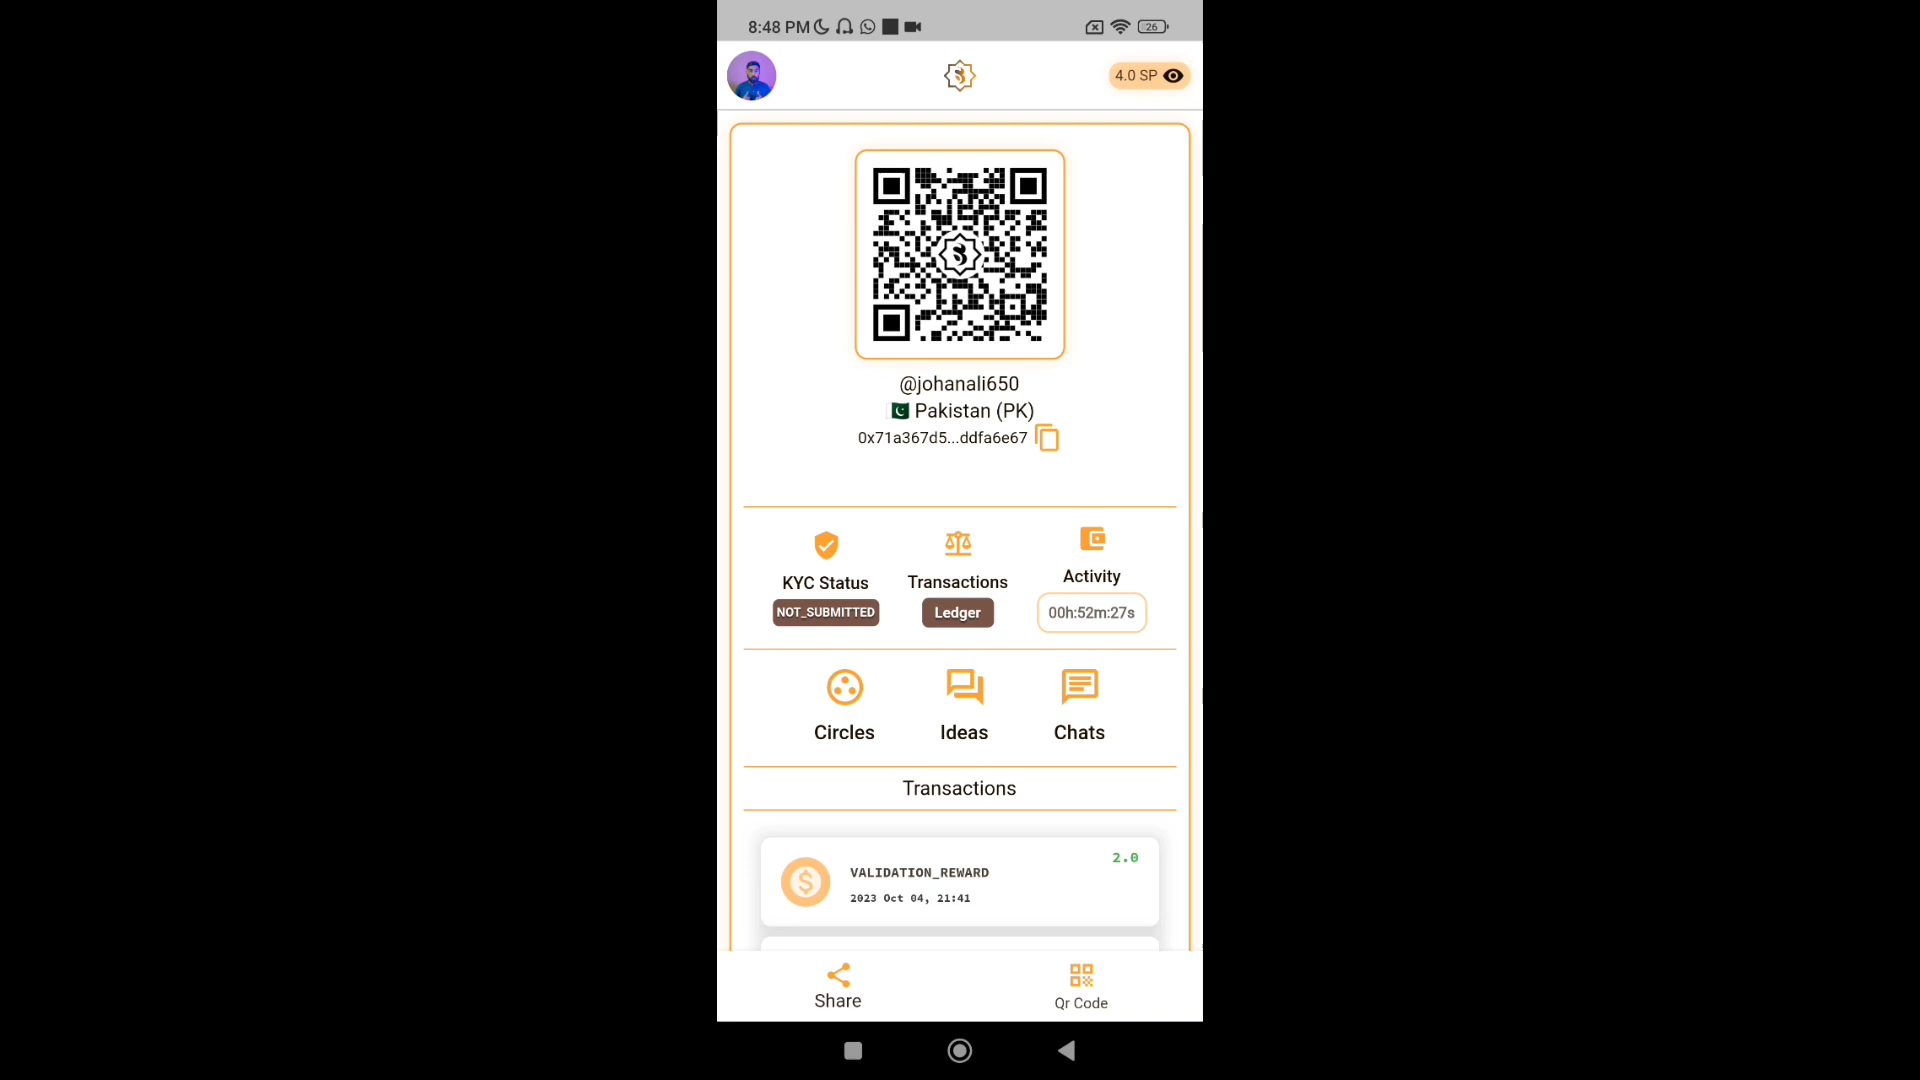 8:48 PM
26
4.0 SP
@johanali650
Pakistan (PK)
0x71a367d5...ddfa6e67
KYC Status
NOT_SUBMITTED
Transactions
Ledger
Activity
00h:52m:27s
Circles
Ideas
Chats
Transactions
2.0
VALIDATION_REWARD
2023 Oct 04, 21:41
Share
Qr Code